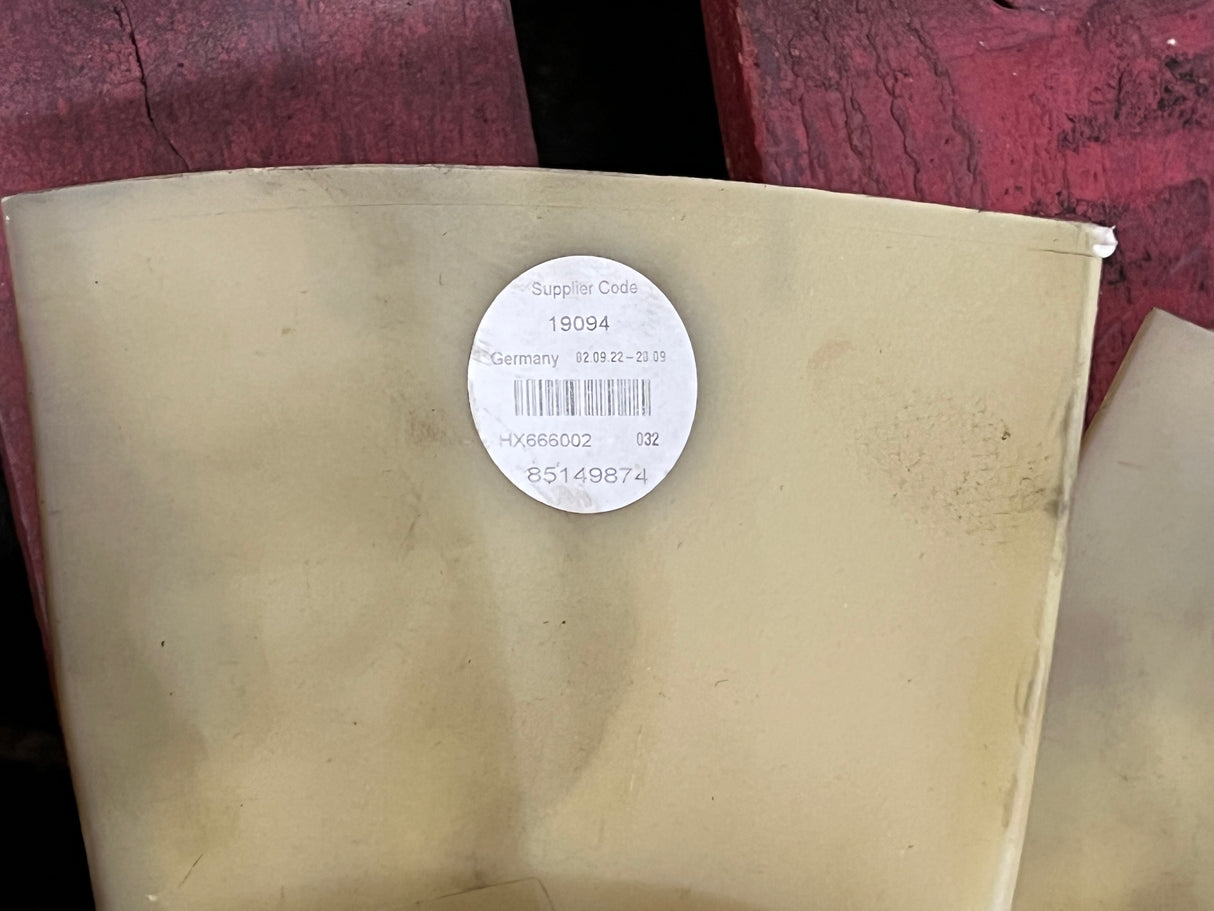 Supplier Code
19094
Germany 02.09.22-20 09
HX666002 032
85149874